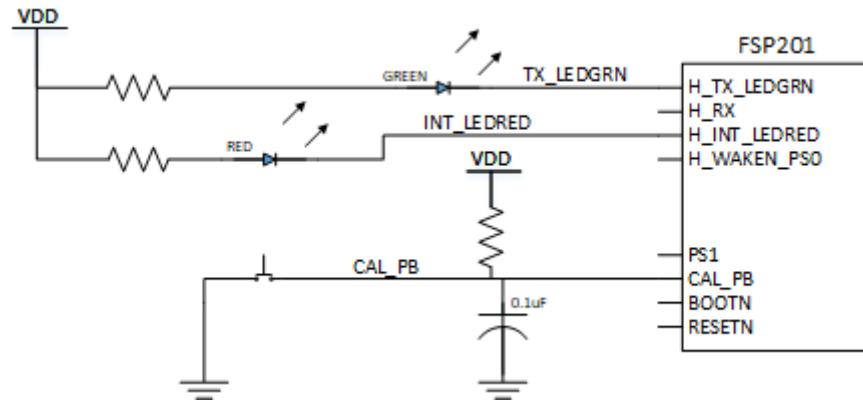 VDD
FSP201
GREEN
TX_LEDGRN
H_TX_LEDGRN
H_RX
INT_LEDRED
H_INT_LEDRED
RED
VDD
H_WAKEN_PS0
PS1
CAL_PB
CAL_PB
0.1uF
BOOTN
RESETN